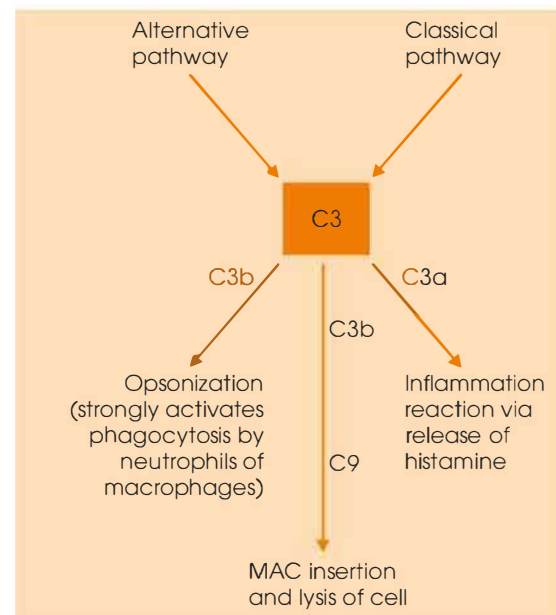 Alternative
pathway
Classical
pathway
C3
C3b
C3a
C3b
Opsonization
(strongly activates
phagocytosis by
neutrophils of
macrophages)
Inflammation
reaction via
release of
histamine
C9
MAC insertion
and lysis of cell